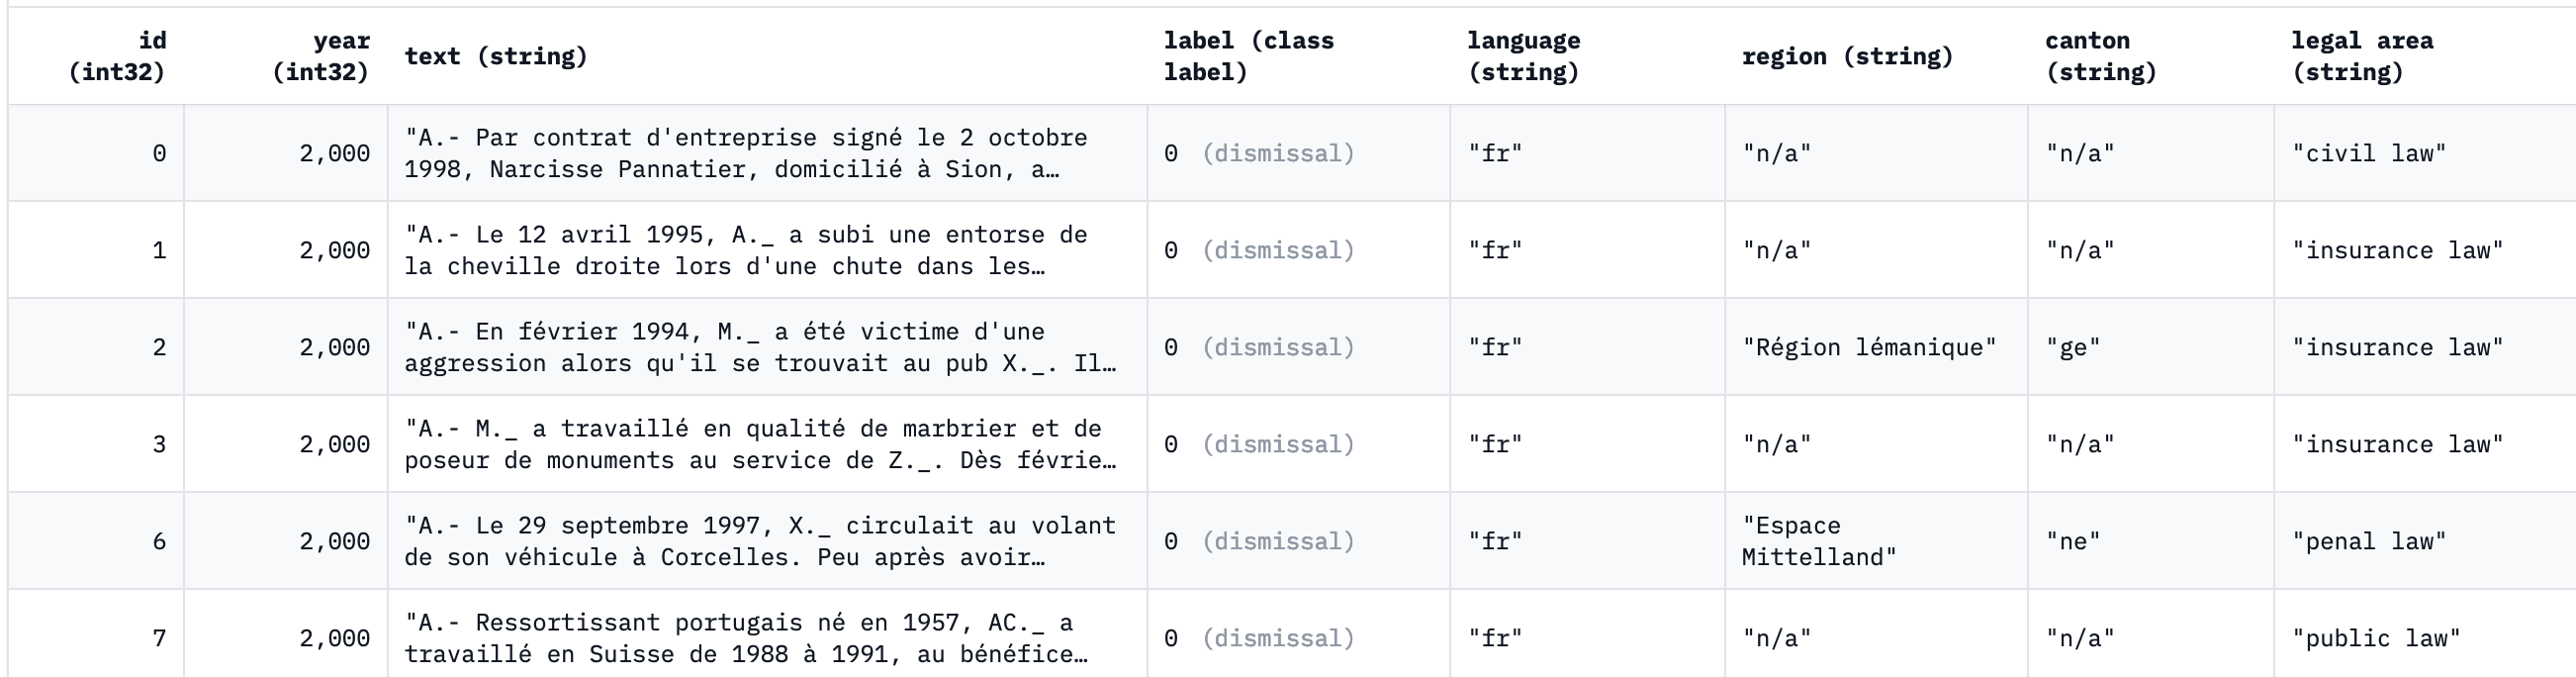 id (int32) year (int32) text (string) label (class label) language (string) region (string) canton (string) legal area (string)
0 2,000 "A.- Par contrat d'entreprise signé le 2 octobre 1998, Narcisse Pannatier, domicilié à Sion, a… 0 (dismissal) "fr" "n/a" "n/a" "civil law"
1 2,000 "A.- Le 12 avril 1995, A._ a subi une entorse de la cheville droite lors d'une chute dans les… 0 (dismissal) "fr" "n/a" "n/a" "insurance law"
2 2,000 "A.- En février 1994, M._ a été victime d'une aggression alors qu'il se trouvait au pub X._. Il… 0 (dismissal) "fr" "Région lémanique" "ge" "insurance law"
3 2,000 "A.- M._ a travaillé en qualité de marbrier et de poseur de monuments au service de Z._. Dès févrie… 0 (dismissal) "fr" "n/a" "n/a" "insurance law"
6 2,000 "A.- Le 29 septembre 1997, X._ circulait au volant de son véhicule à Corcelles. Peu après avoir… 0 (dismissal) "fr" "Espace Mittelland" "ne" "penal law"
7 2,000 "A.- Ressortissant portugais né en 1957, AC._ a travaillé en Suisse de 1988 à 1991, au bénéfice… 0 (dismissal) "fr" "n/a" "n/a" "public law"